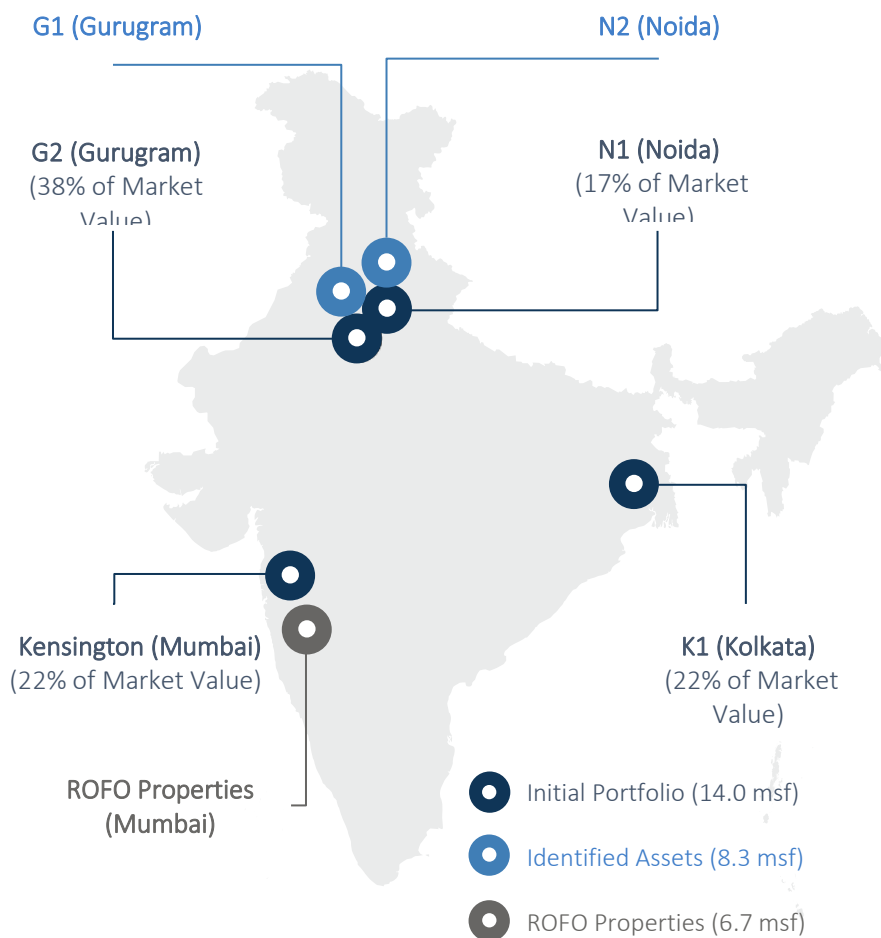 G1 (Gurugram)
N2 (Noida)
G2 (Gurugram)
(38% of Market
Value)
N1 (Noida)
(17% of Market
Value)
Kensington (Mumbai)
(22% of Market Value)
K1 (Kolkata)
(22% of Market
Value)
ROFO Properties
(Mumbai)
Initial Portfolio (14.0 msf)
Identified Assets (8.3 msf)
ROFO Properties (6.7 msf)